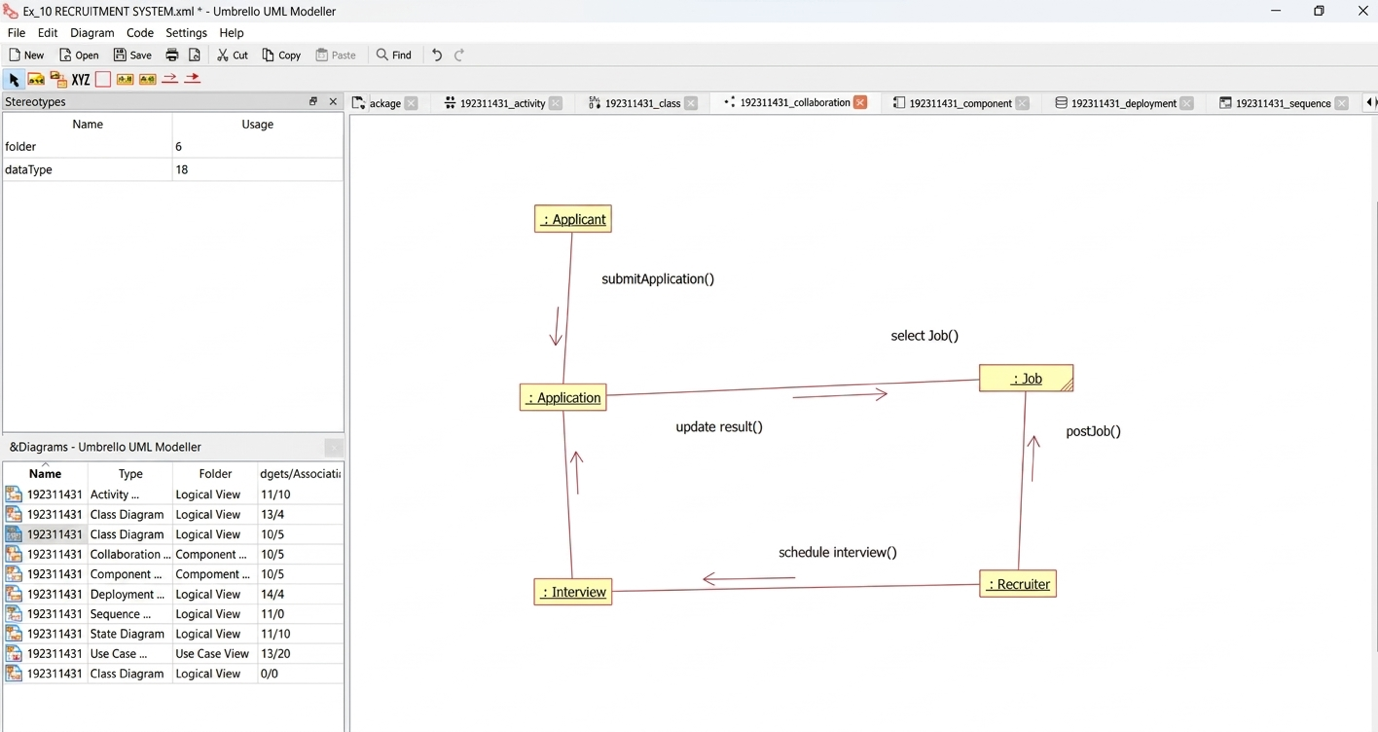 Ex_10 RECRUITMENT SYSTEM.xml * - Umbrello UML Modeller
File Edit Diagram Code Settings Help
New Open Save Cut Copy Paste Find
XYZ
Stereotypes
ackage 192311431_activity 192311431_class 192311431_collaboration 192311431_component 192311431_deployment 192311431_sequence
Name Usage
folder 6
dataType 18
&Diagrams - Umbrello UML Modeller
Name Type Folder dgets/Associati
192311431 Activity ... Logical View 11/10
192311431 Class Diagram Logical View 13/4
192311431 Class Diagram Logical View 10/5
192311431 Collaboration ... Component ... 10/5
192311431 Component ... Compoment ... 10/5
192311431 Deployment ... Logical View 14/4
192311431 Sequence ... Logical View 11/0
192311431 State Diagram Logical View 11/10
192311431 Use Case ... Use Case View 13/20
192311431 Class Diagram Logical View 0/0
: Applicant
submitApplication()
select Job()
: Job
: Application
update result()
postJob()
schedule interview()
: Interview
: Recruiter